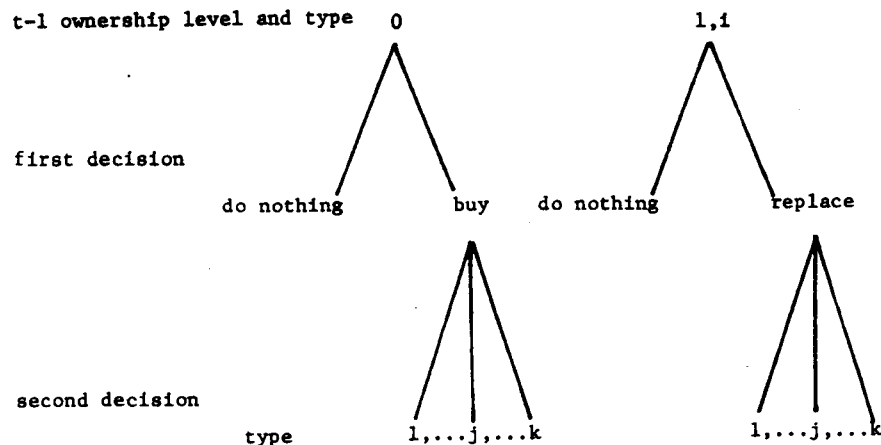 t-1 ownership level and type 0 1,i
first decision
do nothing buy do nothing replace
second decision
type 1,...j,...k 1,...j,...k